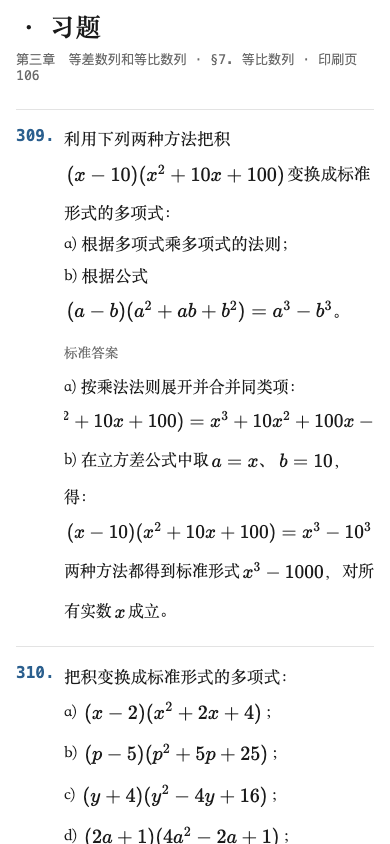 · 习题
第三章　等差数列和等比数列 · §7. 等比数列 · 印刷页
106
309. 利用下列两种方法把积
(x − 10)(x² + 10x + 100) 变换成标准
形式的多项式：
a) 根据多项式乘多项式的法则；
b) 根据公式
(a − b)(a² + ab + b²) = a³ − b³。
标准答案
a) 按乘法法则展开并合并同类项：
² + 10x + 100) = x³ + 10x² + 100x −
b) 在立方差公式中取 a = x、 b = 10，
得：
(x − 10)(x² + 10x + 100) = x³ − 10³
两种方法都得到标准形式 x³ − 1000，对所
有实数 x 成立。
310. 把积变换成标准形式的多项式：
a) (x − 2)(x² + 2x + 4)；
b) (p − 5)(p² + 5p + 25)；
c) (y + 4)(y² − 4y + 16)；
d) (2a + 1)(4a² − 2a + 1)；